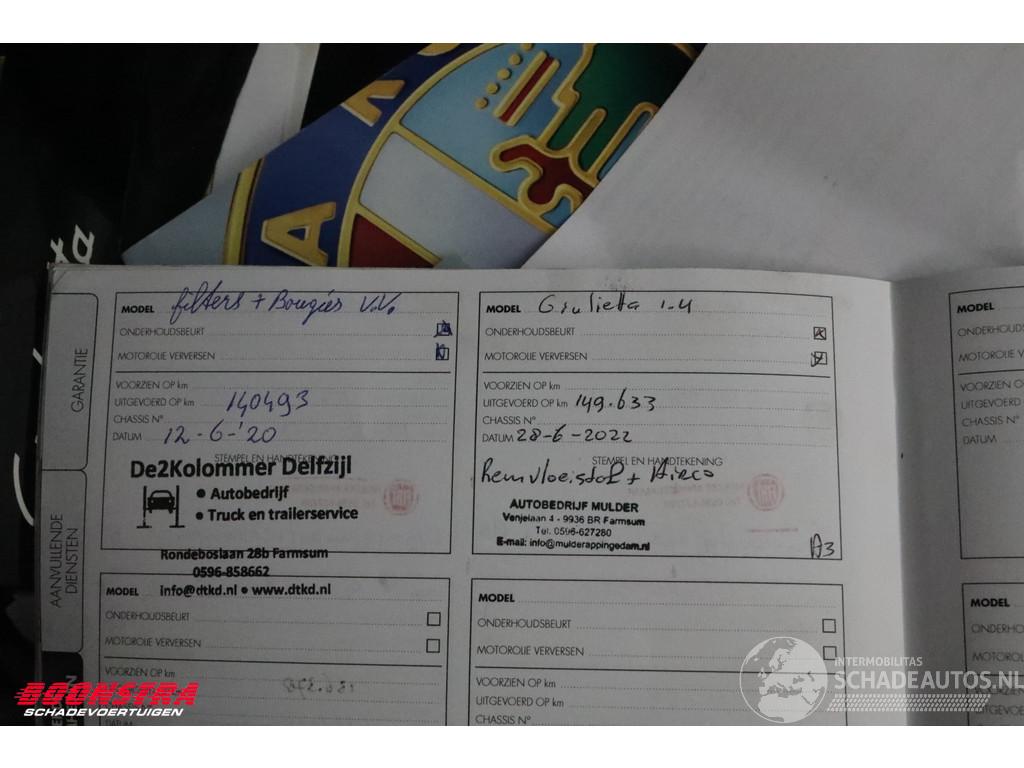 A
A
GARANTIE
AANVULLENDE
DIENSTEN
MODEL filters + Bougies V.V.
ONDERHOUDSBEURT
MOTOROLIE VERVERSEN
VOORZIEN OP km
UITGEVOERD OP km 140493
CHASSIS N°
DATUM 12-6-'20
STEMPEL EN HANDTEKENING
De2Kolommer Delfzijl
• Autobedrijf
• Truck en trailerservice
Rondeboslaan 28b Farmsum
0596-858662
info@dtkd.nl • www.dtkd.nl
MODEL Giulietta 1.4
ONDERHOUDSBEURT
MOTOROLIE VERVERSEN
VOORZIEN OP km
UITGEVOERD OP km 149.633
CHASSIS N°
DATUM 28-6-2022
STEMPEL EN HANDTEKENING
Remvloeistof + Airco
AUTOBEDRIJF MULDER
Venjelaan 4 - 9936 BR Farmsum
Tel. 0596-627280
E-mail: info@mulderappingedam.nl
A3
MODEL
ONDERHOUDSBEURT
MOTOROLIE VERVERSEN
VOORZIEN OP km
MODEL
ONDERHOUDSBEURT
MOTOROLIE VERVERSEN
VOORZIEN OP km
UITGEVOERD OP km
CHASSIS N°
MODEL
ONDERHOUDS
MOTOROLIE V
VOORZIEN O
CHASSIS N°
DATUM
MODEL
ONDERHO
MOTOROL
BOONSTRA
SCHADEVOERTUIGEN
INTERMOBILITAS
SCHADEAUTOS.NL